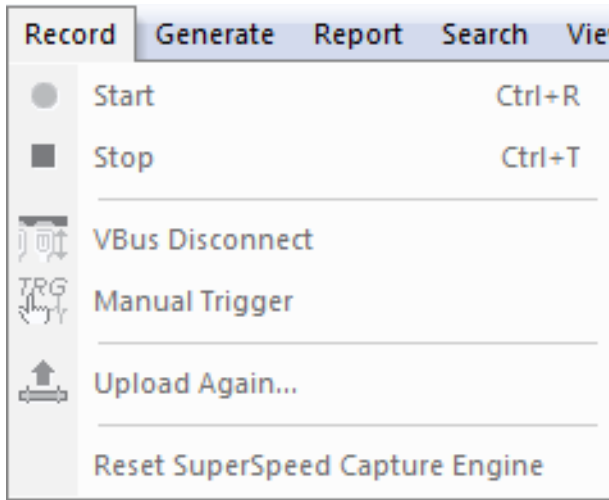 Record Generate Report Search Vie
Start Ctrl+R
Stop Ctrl+T
VBus Disconnect
TRG
Manual Trigger
Upload Again...
Reset SuperSpeed Capture Engine